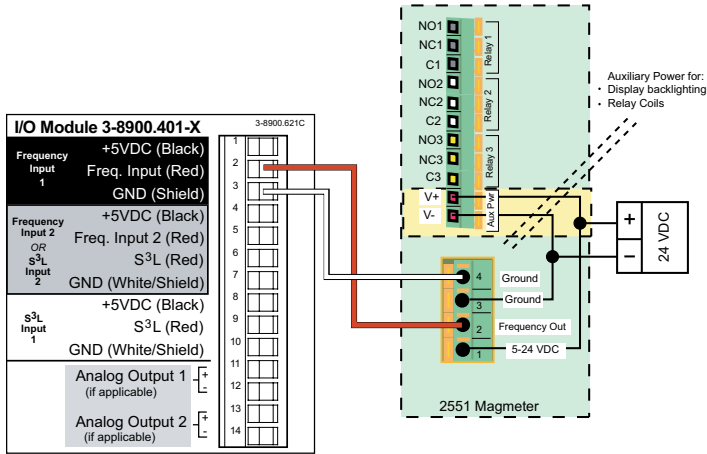 I/O Module 3-8900.401-X
3-8900.621C
Frequency
Input
1
+5VDC (Black)
Freq. Input (Red)
GND (Shield)
Frequency
Input 2
OR
S3L
Input
2
+5VDC (Black)
Freq. Input 2 (Red)
S3L (Red)
GND (White/Shield)
S3L
Input
1
+5VDC (Black)
S3L (Red)
GND (White/Shield)
Analog Output 1
(if applicable)
+
-
Analog Output 2
(if applicable)
+
-
1
2
3
4
5
6
7
8
9
10
11
12
13
14
NO1
NC1
C1
Relay 1
NO2
NC2
C2
Relay 2
NO3
NC3
C3
Relay 3
V+
V-
Aux Pwr
Auxiliary Power for:
• Display backlighting
• Relay Coils
+
–
24 VDC
4
Ground
3
Ground
2
Frequency Out
1
5-24 VDC
2551 Magmeter